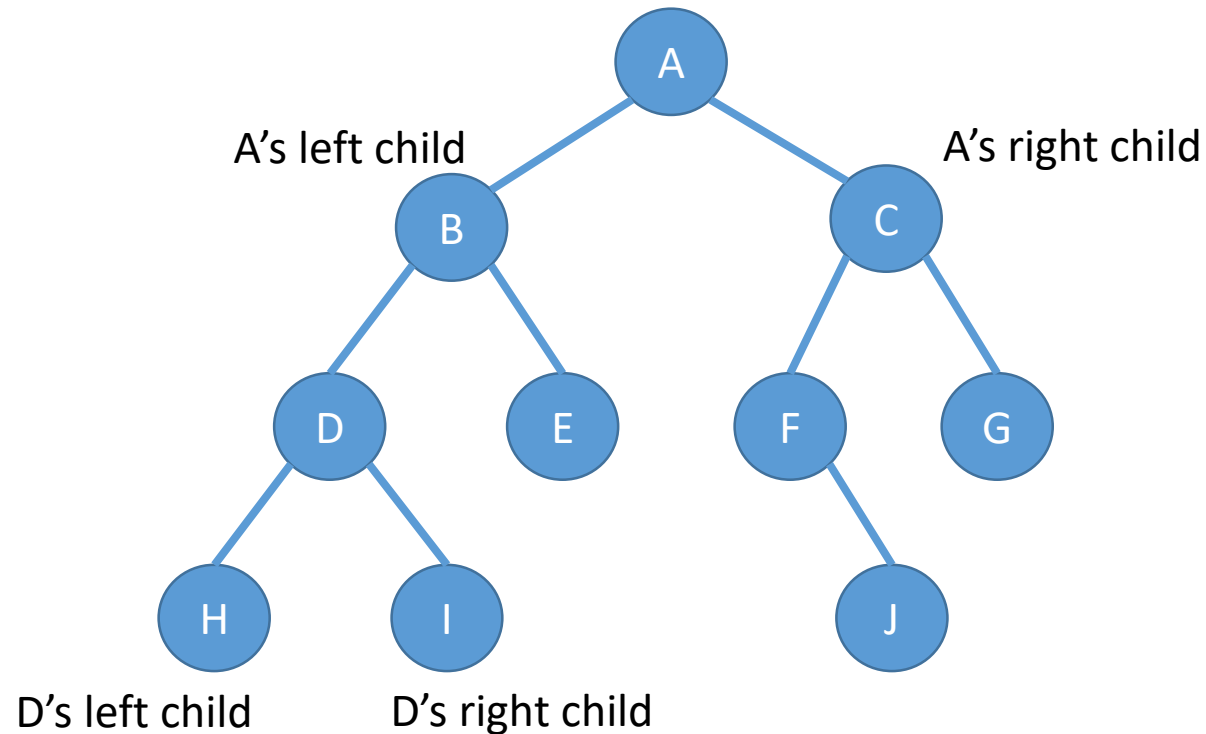 A
A’s left child
A’s right child
B
C
D
E
F
G
H
I
J
D’s left child
D’s right child